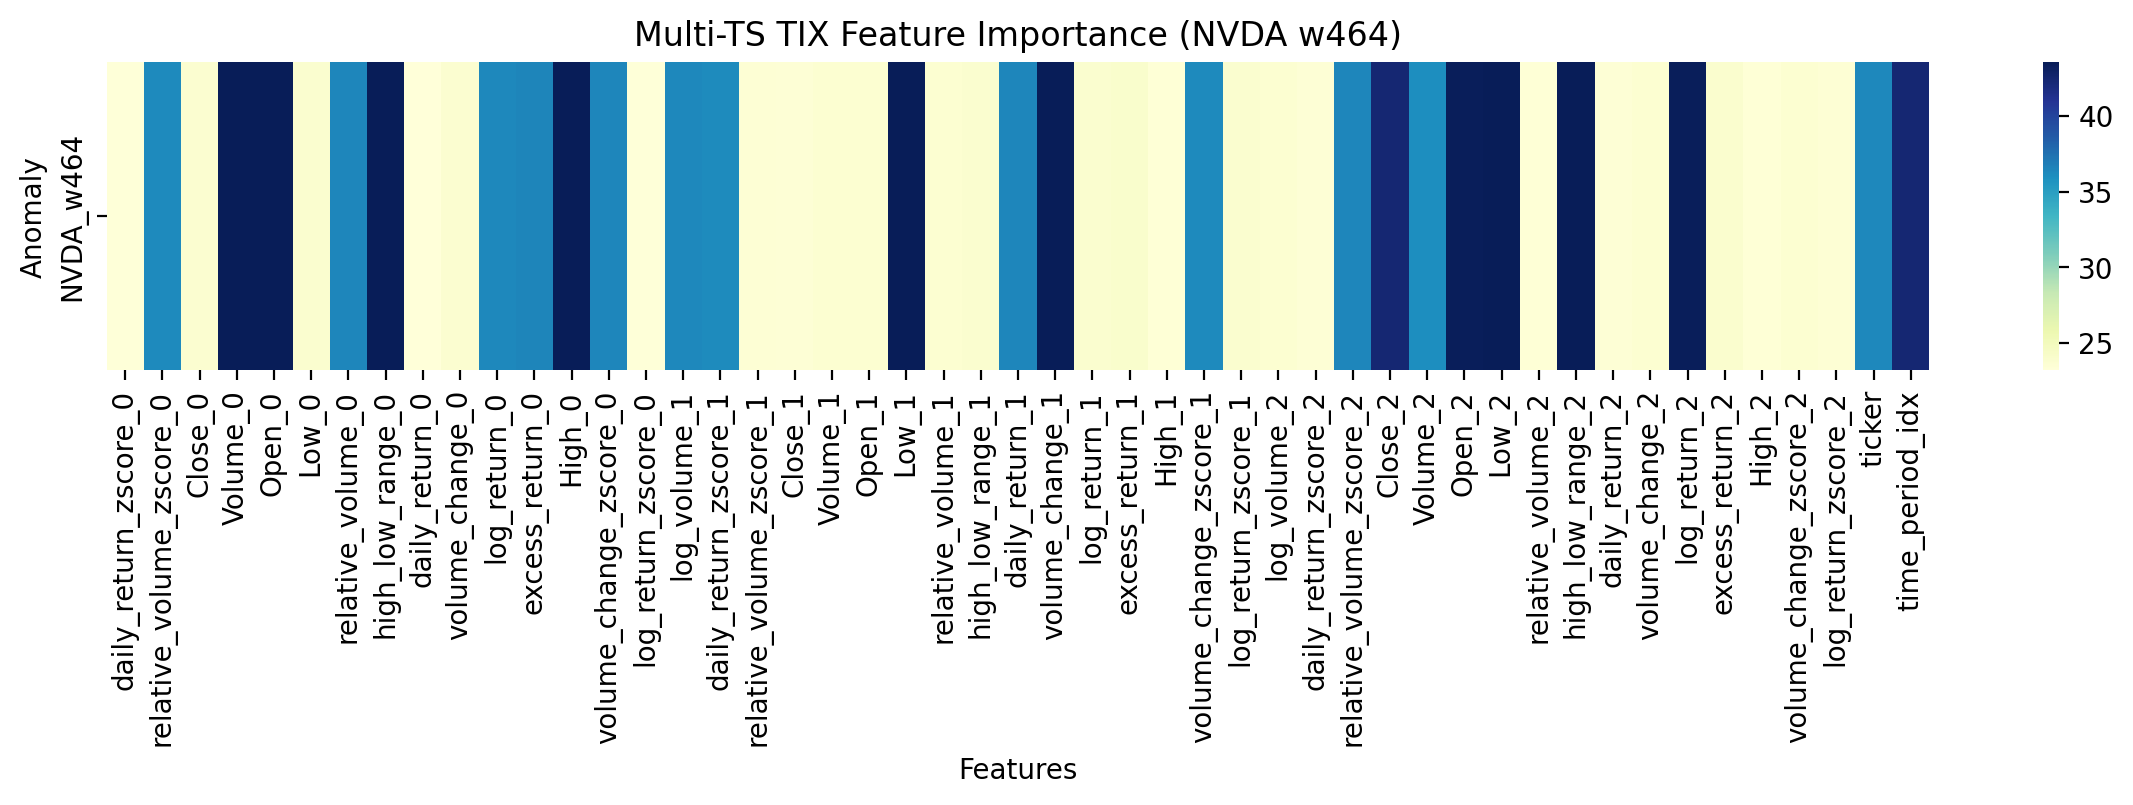 Multi-TS TIX Feature Importance (NVDA w464)
Anomaly
NVDA_w464
40
35
30
25
daily_return_zscore_0
relative_volume_zscore_0
Close_0
Volume_0
Open_0
Low_0
relative_volume_0
high_low_range_0
daily_return_0
volume_change_0
log_return_0
excess_return_0
High_0
volume_change_zscore_0
log_return_zscore_0
log_volume_1
daily_return_zscore_1
relative_volume_zscore_1
Close_1
Volume_1
Open_1
Low_1
relative_volume_1
high_low_range_1
daily_return_1
volume_change_1
log_return_1
excess_return_1
High_1
volume_change_zscore_1
log_return_zscore_1
log_volume_2
daily_return_zscore_2
relative_volume_zscore_2
Close_2
Volume_2
Open_2
Low_2
relative_volume_2
high_low_range_2
daily_return_2
volume_change_2
log_return_2
excess_return_2
High_2
volume_change_zscore_2
log_return_zscore_2
ticker
time_period_idx
Features